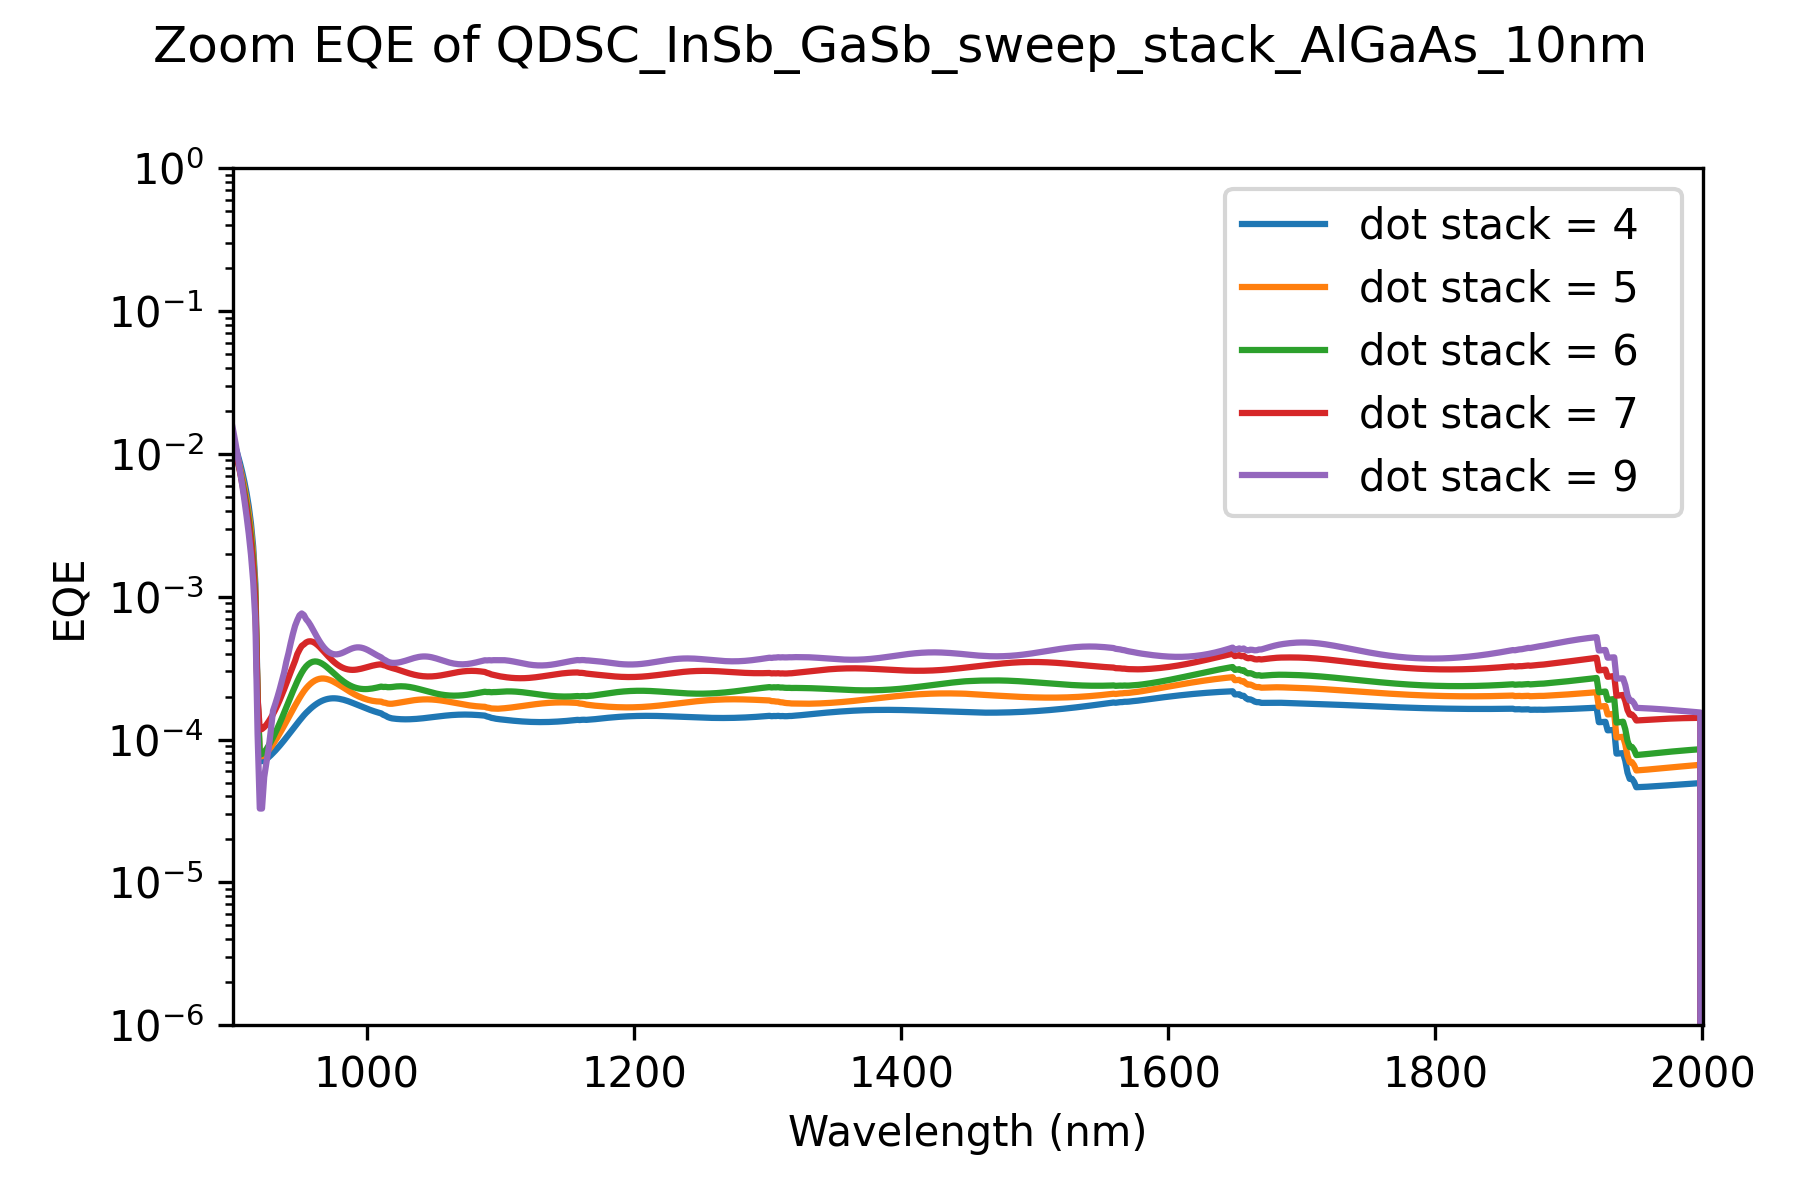 Zoom EQE of QDSC_InSb_GaSb_sweep_stack_AlGaAs_10nm
10⁰
10⁻¹
10⁻²
10⁻³
10⁻⁴
10⁻⁵
10⁻⁶
EQE
dot stack = 4
dot stack = 5
dot stack = 6
dot stack = 7
dot stack = 9
1000 1200 1400 1600 1800 2000
Wavelength (nm)